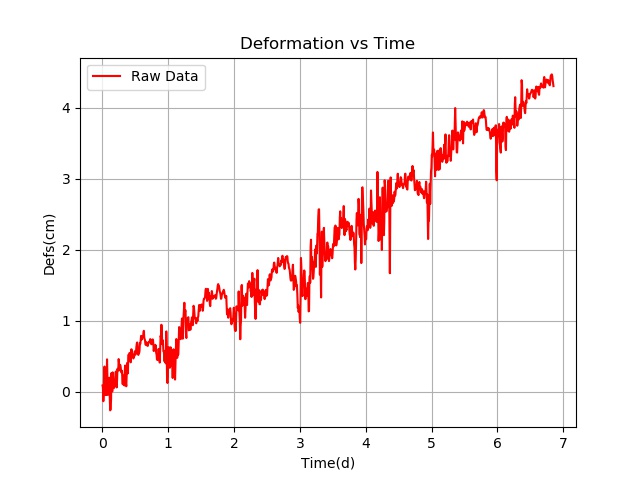 Deformation vs Time
Raw Data
Defs(cm)
4
3
2
1
0
0 1 2 3 4 5 6 7
Time(d)